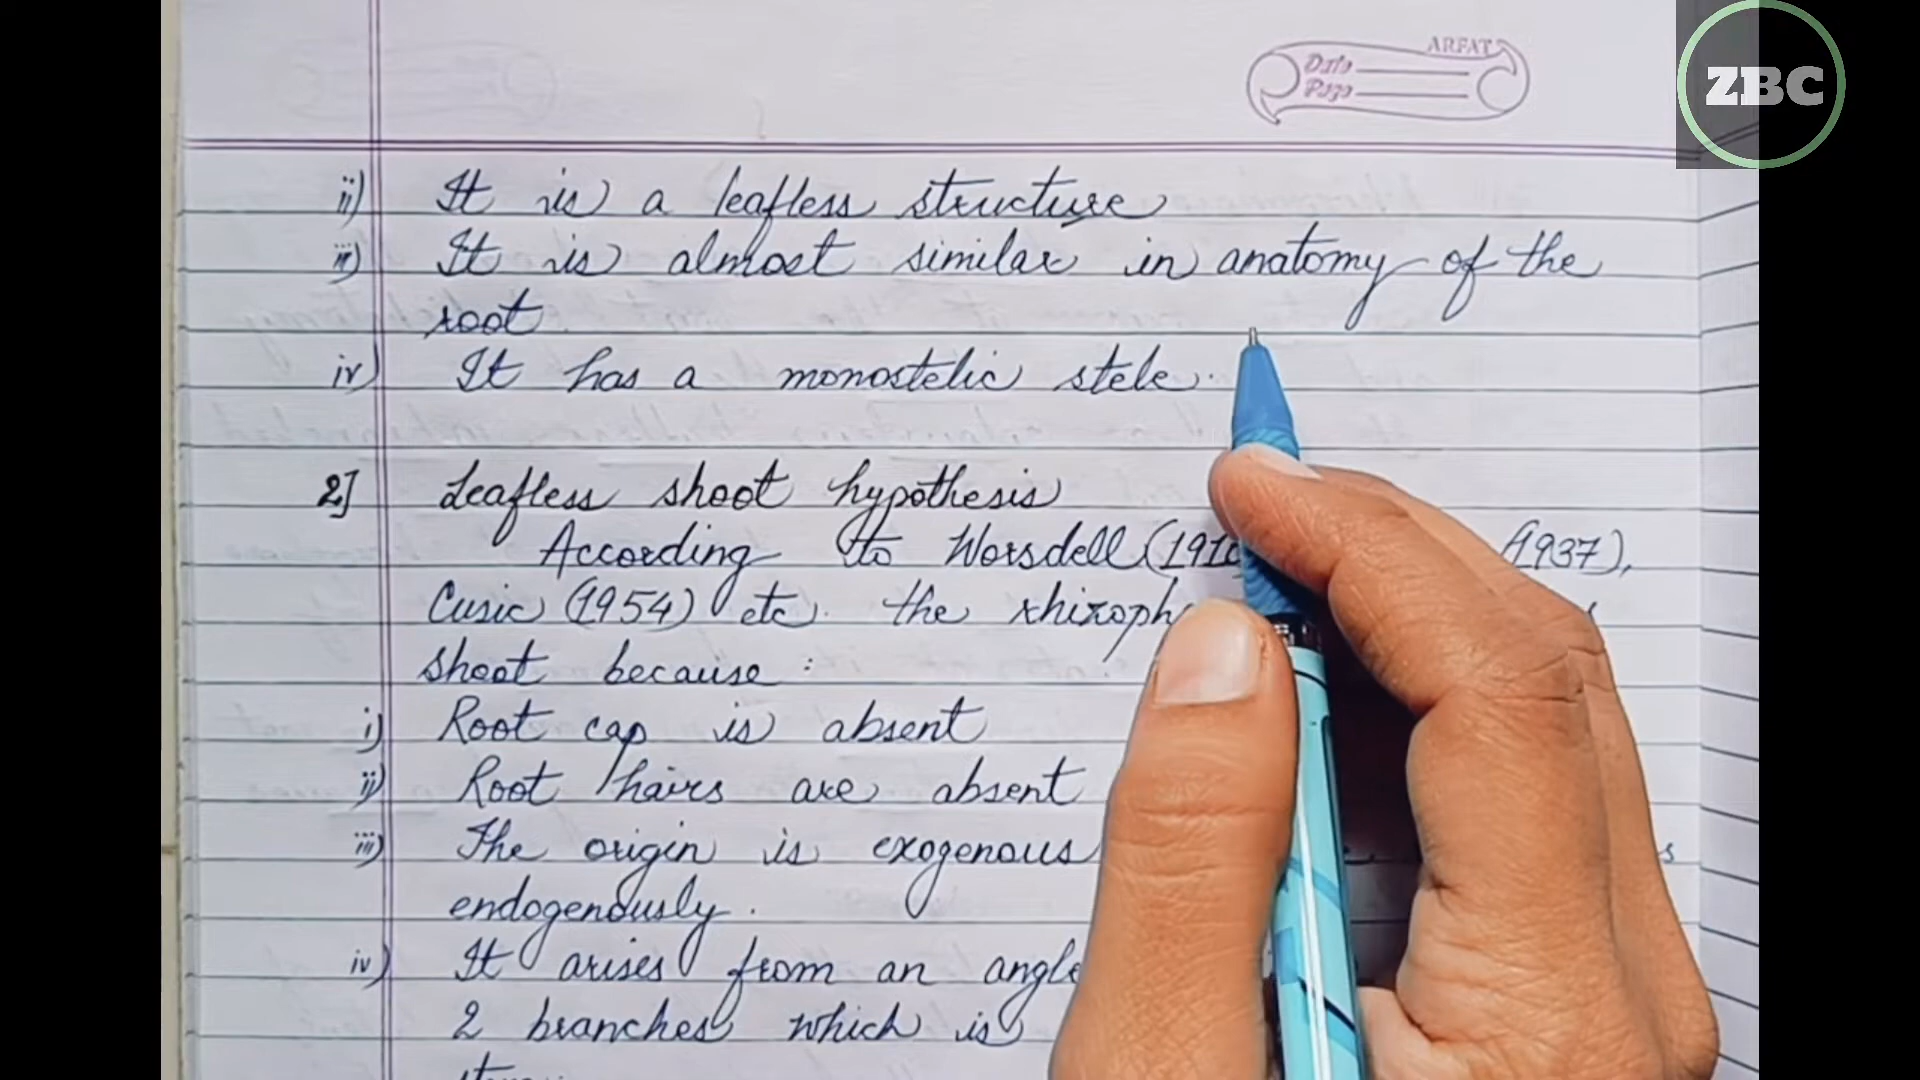 ARFAT
Date
Page
ZBC
ii) It is a leafless structure
iii) It is almost similar in anatomy of the
root.
iv) It has a monostelic stele.
2] Leafless shoot hypothesis
According to Worsdell (1910 1937),
Cusic (1954) etc. the
shoot because :
i) Root cap is absent
ii) Root hairs are absent
iii) The origin is exogenous
endogenously.
iv) It arises from an angle
2 branches which is